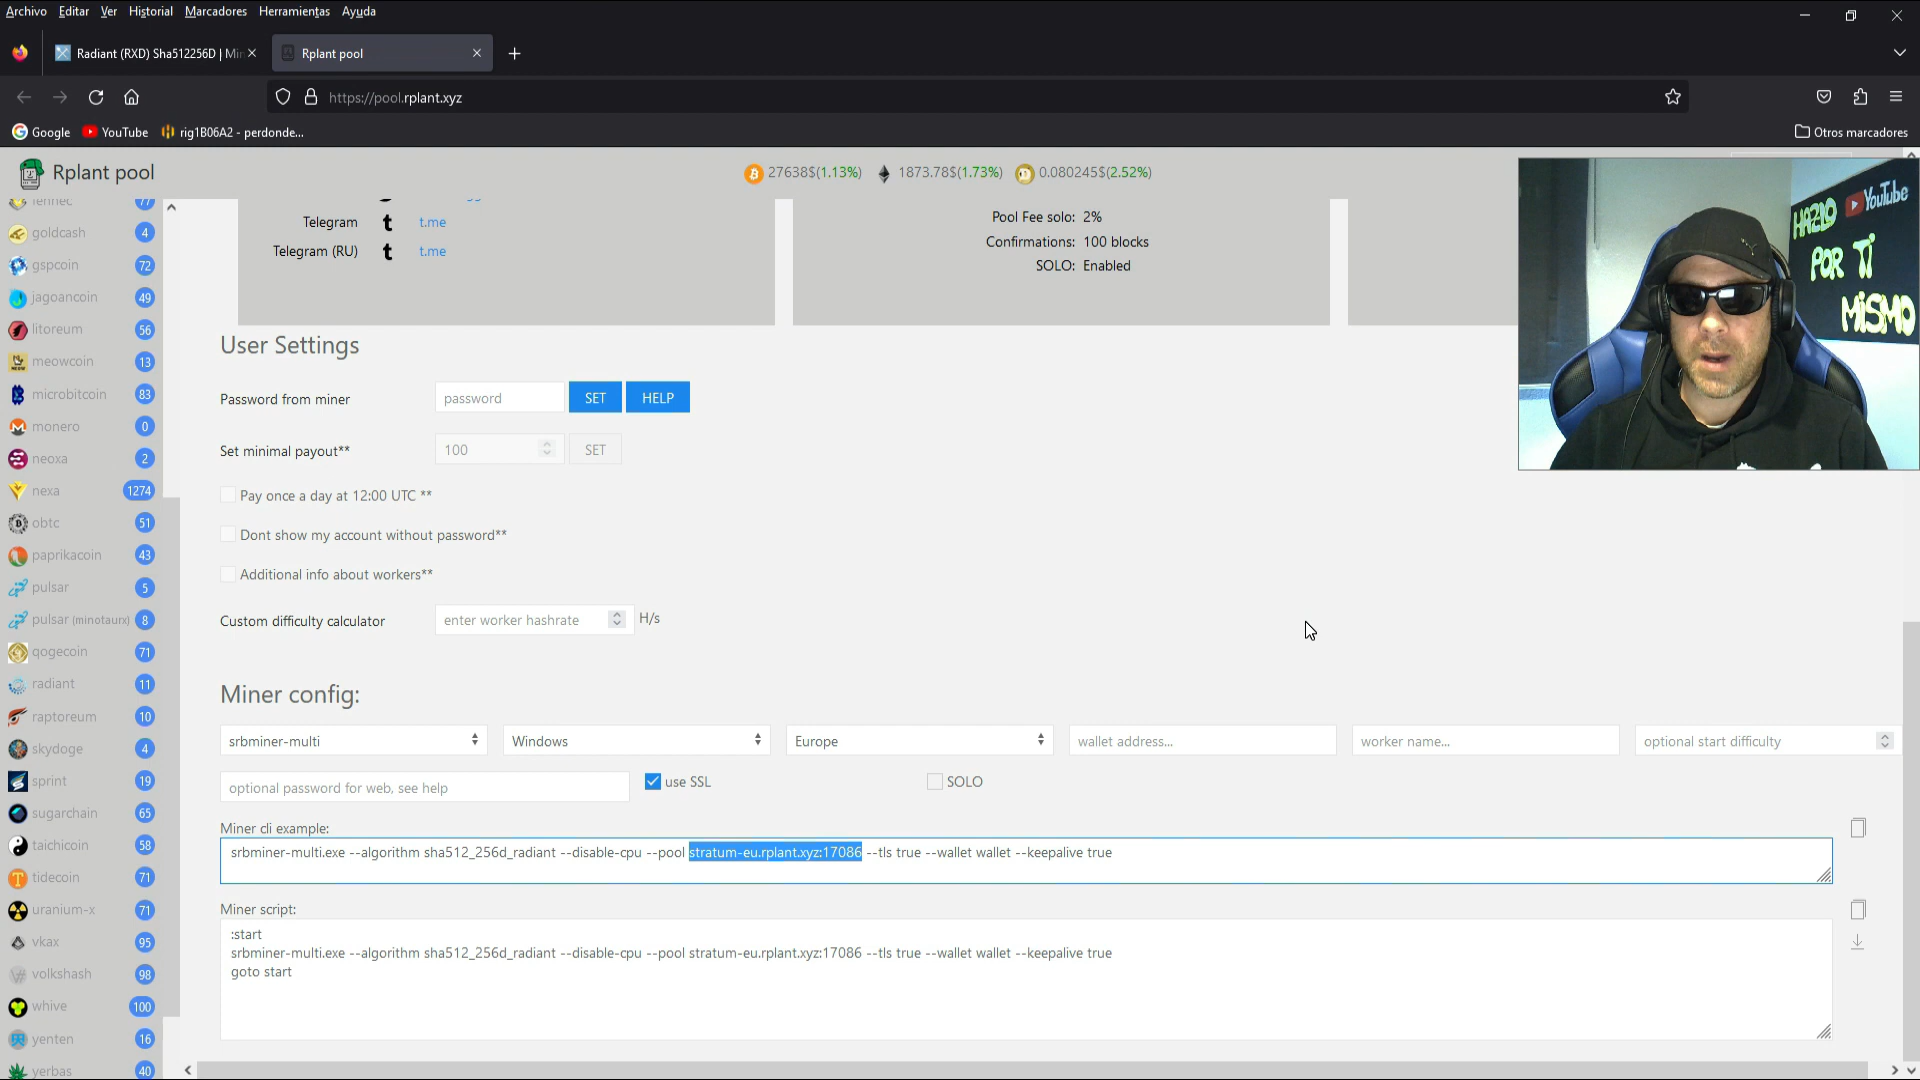 Archivo Editar Ver Historial Marcadores Herramientas Ayuda
Radiant (RXD) Sha512256D | Min
Rplant pool
https://pool.rplant.xyz
Google YouTube rig1B06A2 - perdonde...
Otros marcadores
Rplant pool
27638$(1.13%) 1873.78$(1.73%) 0.080245$(2.52%)
YouTube
HAZLO
POR Ti
MiSMO
fennec 77
goldcash 4
gspcoin 72
jagoancoin 49
litoreum 56
meowcoin 13
microbitcoin 83
monero 0
neoxa 2
nexa 1274
obtc 51
paprikacoin 43
pulsar 5
pulsar (minotaurx) 8
qogecoin 71
radiant 11
raptoreum 10
skydoge 4
sprint 19
sugarchain 65
taichicoin 58
tidecoin 71
uranium-x 71
vkax 95
volkshash 98
whive 100
yenten 16
yerbas 40
Telegram t t.me
Telegram (RU) t t.me
Pool Fee solo: 2%
Confirmations: 100 blocks
SOLO: Enabled
User Settings
Password from miner password SET HELP
Set minimal payout** 100 SET
Pay once a day at 12:00 UTC **
Dont show my account without password**
Additional info about workers**
Custom difficulty calculator enter worker hashrate H/s
Miner config:
srbminer-multi Windows Europe wallet address... worker name... optional start difficulty
optional password for web, see help use SSL SOLO
Miner cli example:
srbminer-multi.exe --algorithm sha512_256d_radiant --disable-cpu --pool stratum-eu.rplant.xyz:17086 --tls true --wallet wallet --keepalive true
Miner script:
:start
srbminer-multi.exe --algorithm sha512_256d_radiant --disable-cpu --pool stratum-eu.rplant.xyz:17086 --tls true --wallet wallet --keepalive true
goto start